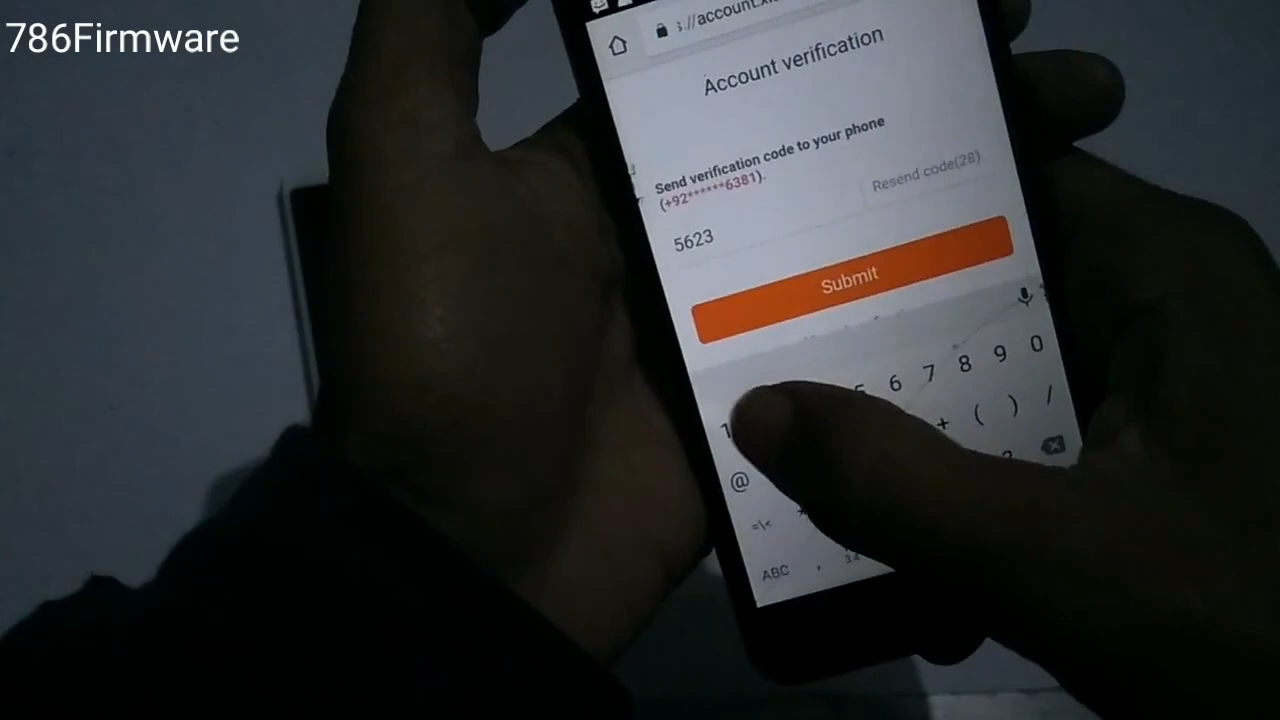 786Firmware
Account verification
Send verification code to your phone
(+92******6381).
Resend code(28)
5623
Submit
6 7 8 9 0
@ + ( ) /
=\<
ABC ,